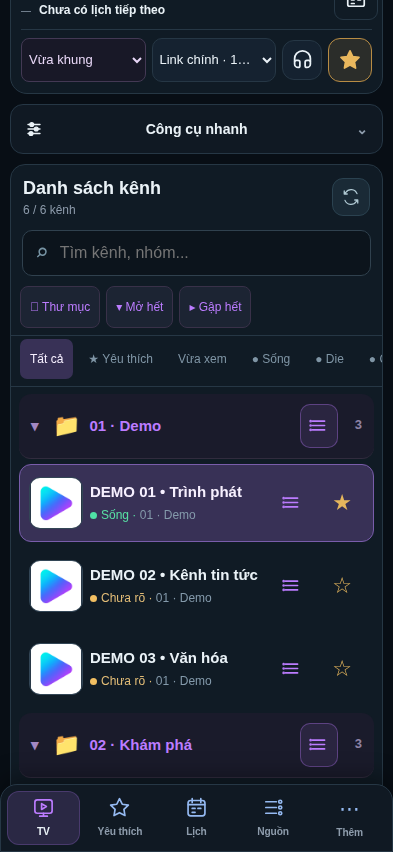 — Chưa có lịch tiếp theo
Vừa khung
Link chính · 1…
Công cụ nhanh
Danh sách kênh
6 / 6 kênh
Tìm kênh, nhóm...
Thư mục
▾ Mở hết
▸ Gập hết
Tất cả
★ Yêu thích
Vừa xem
● Sống
● Die
01 · Demo
3
DEMO 01 • Trình phát
● Sống · 01 · Demo
DEMO 02 • Kênh tin tức
● Chưa rõ · 01 · Demo
DEMO 03 • Văn hóa
● Chưa rõ · 01 · Demo
02 · Khám phá
3
TV
Yêu thích
Lịch
Nguồn
Thêm